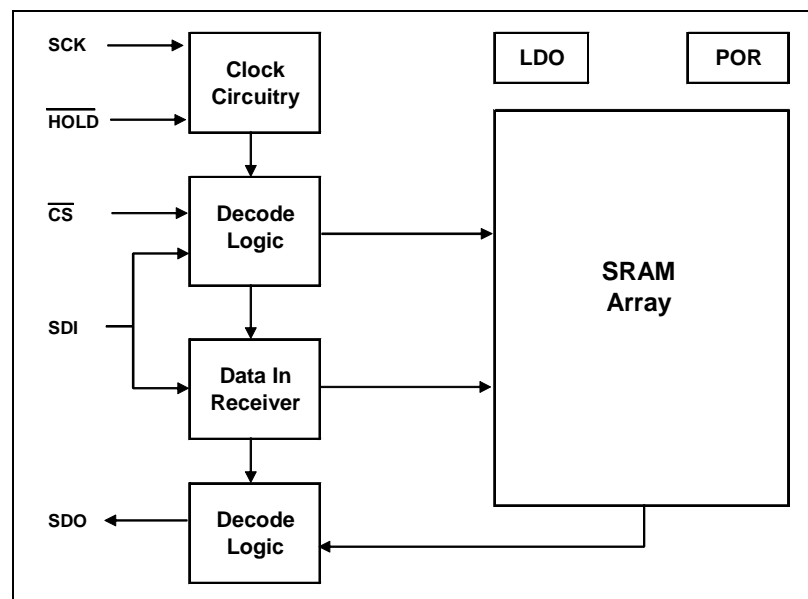 SCK
HOLD
CS
SDI
SDO
Clock
Circuitry
Decode
Logic
Data In
Receiver
Decode
Logic
LDO
POR
SRAM
Array